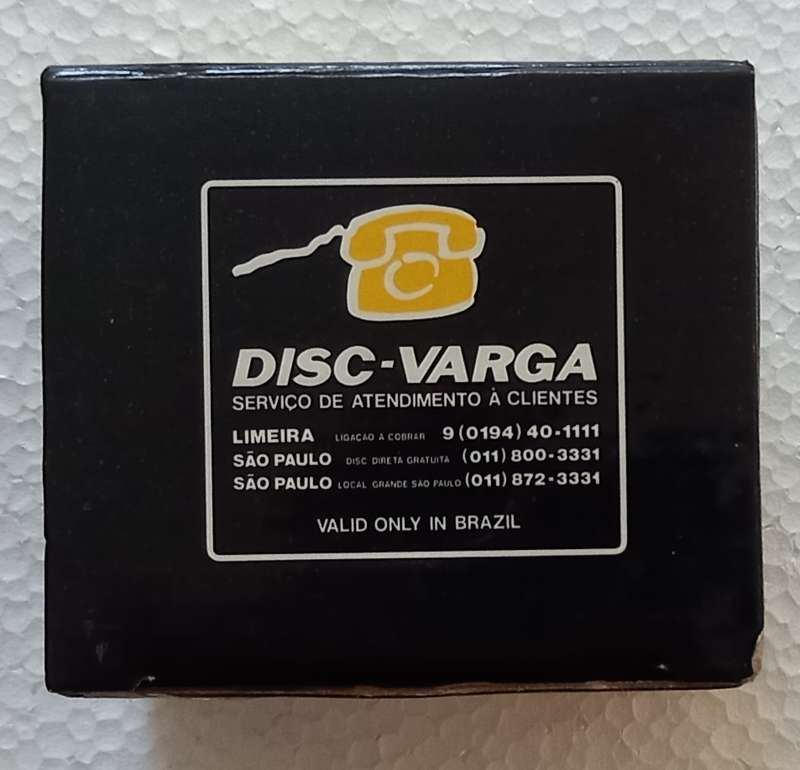 DISC-VARGA
SERVIÇO DE ATENDIMENTO À CLIENTES
LIMEIRA LIGAÇÃO A COBRAR 9 (0194) 40-1111
SÃO PAULO DISC DIRETA GRATUITA (011) 800-3331
SÃO PAULO LOCAL GRANDE SÃO PAULO (011) 872-3331
VALID ONLY IN BRAZIL